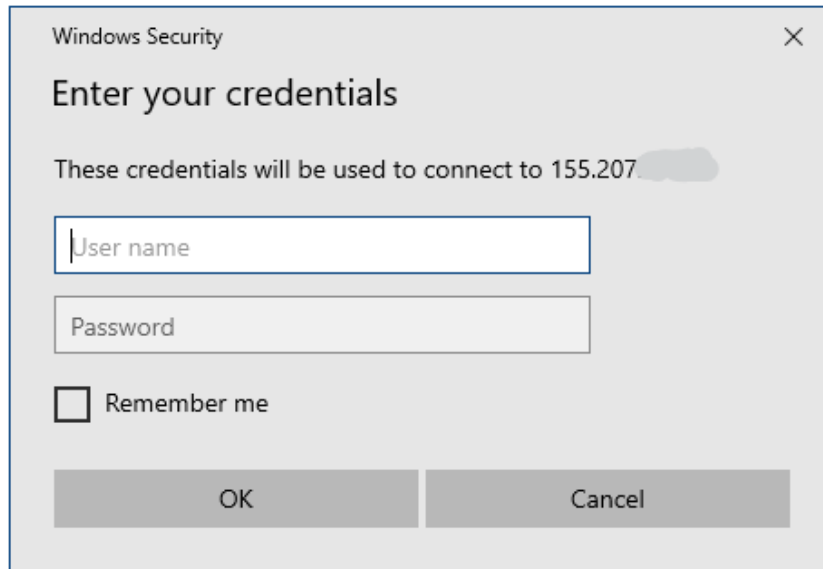 Windows Security
Enter your credentials
These credentials will be used to connect to 155.207.
User name
Password
Remember me
OK
Cancel